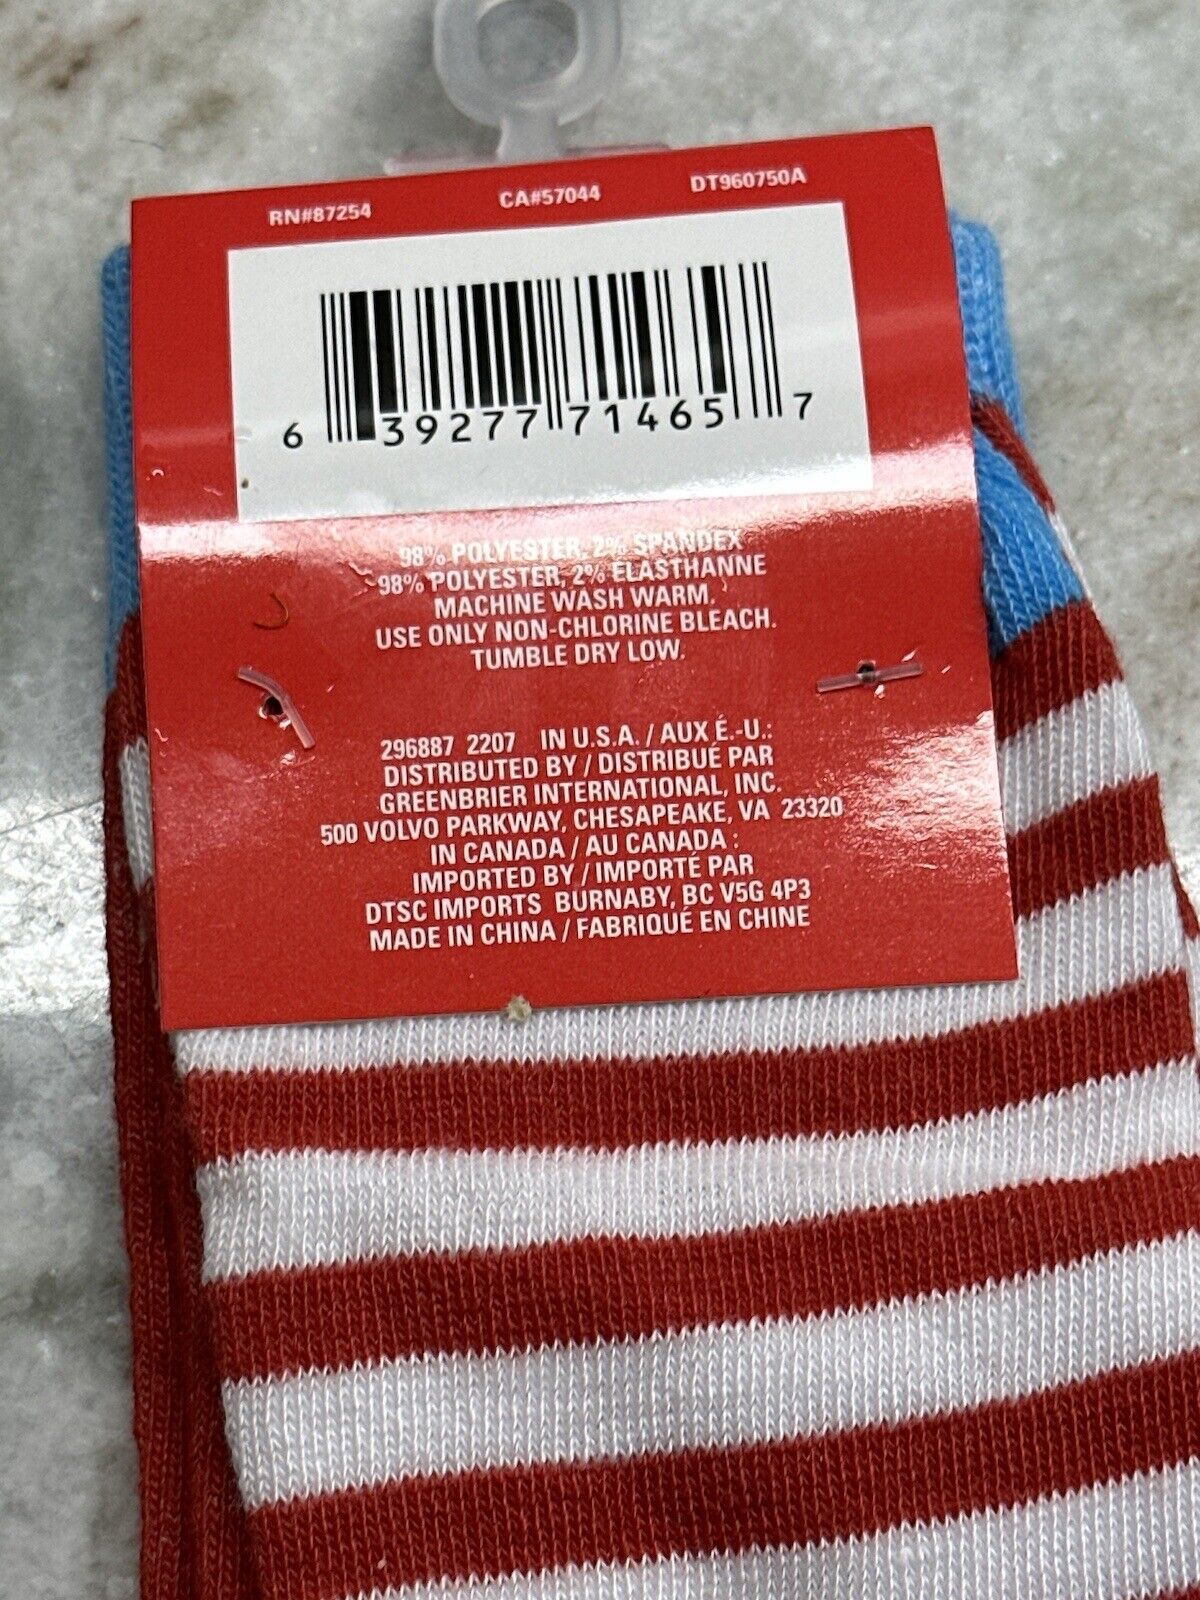 RN#87254 CA#57044 DT960750A
6 39277 71465 7
98% POLYESTER, 2% SPANDEX
98% POLYESTER, 2% ELASTHANNE
MACHINE WASH WARM.
USE ONLY NON-CHLORINE BLEACH.
TUMBLE DRY LOW.
296887 2207 IN U.S.A. / AUX É.-U.:
DISTRIBUTED BY / DISTRIBUÉ PAR
GREENBRIER INTERNATIONAL, INC.
500 VOLVO PARKWAY, CHESAPEAKE, VA 23320
IN CANADA / AU CANADA :
IMPORTED BY / IMPORTÉ PAR
DTSC IMPORTS BURNABY, BC V5G 4P3
MADE IN CHINA / FABRIQUÉ EN CHINE